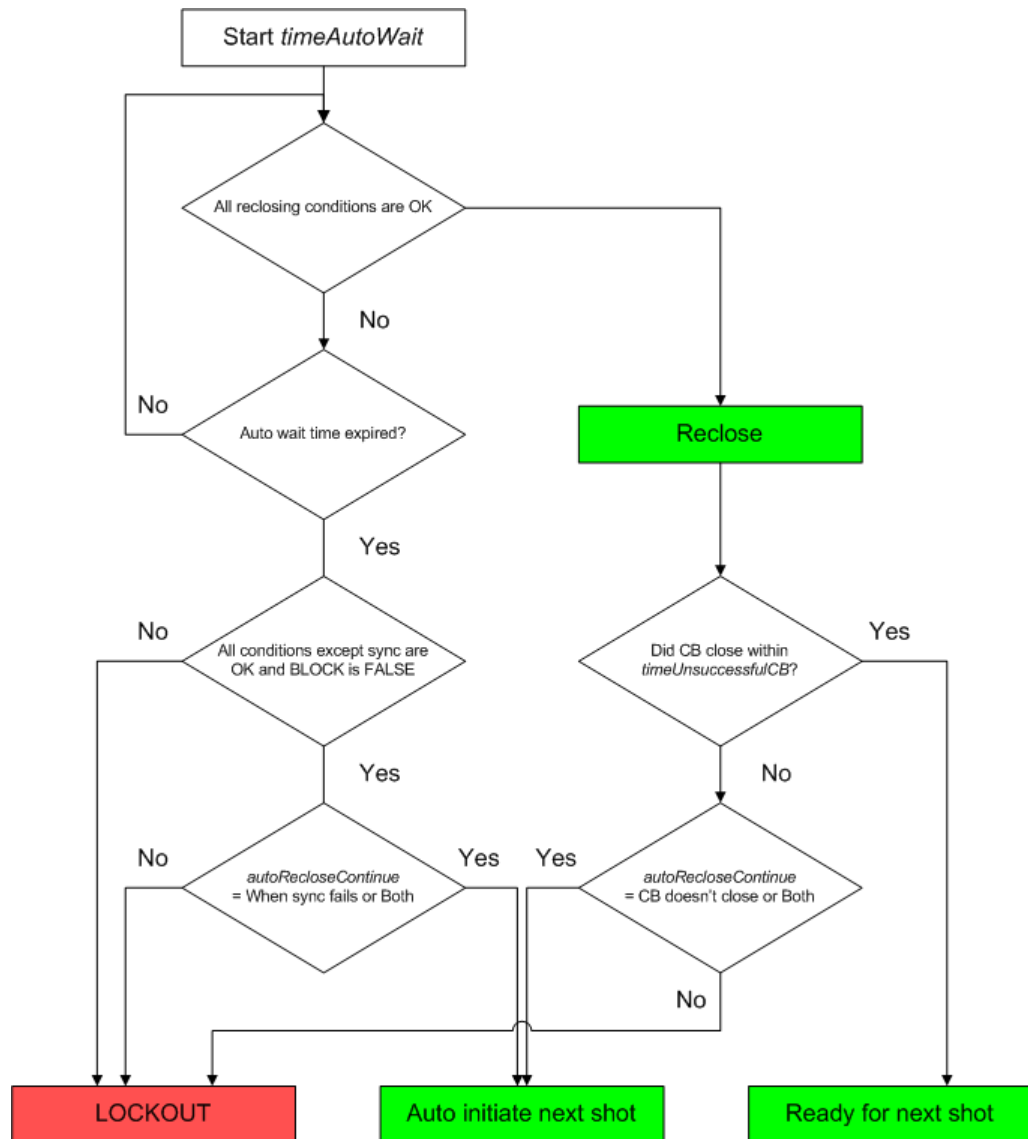 Start timeAutoWait
All reclosing conditions are OK
No
No
Auto wait time expired?
Reclose
Yes
No
All conditions except sync are
OK and BLOCK is FALSE
Did CB close within
timeUnsuccessfulCB?
Yes
Yes
No
No
autoRecloseContinue
= When sync fails or Both
Yes
Yes
autoRecloseContinue
= CB doesn't close or Both
No
LOCKOUT
Auto initiate next shot
Ready for next shot